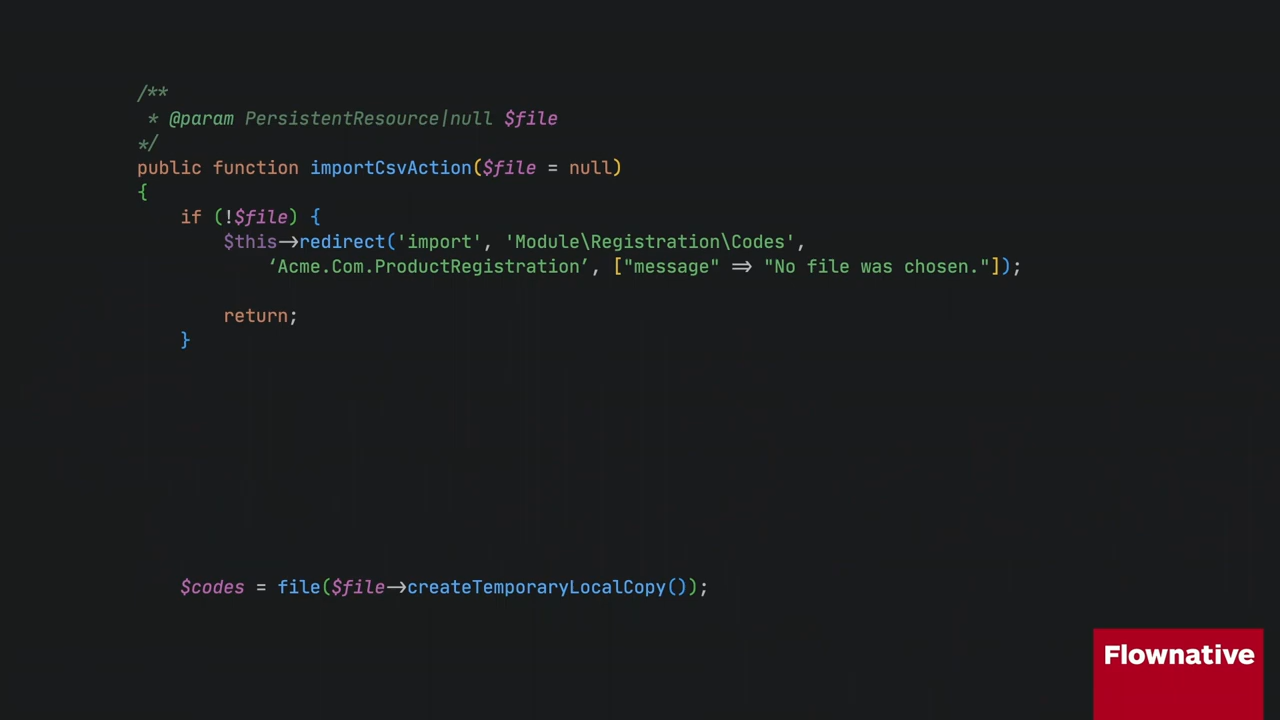 /**
 * @param PersistentResource|null $file
*/
public function importCsvAction($file = null)
{
    if (!$file) {
        $this->redirect('import', 'Module\Registration\Codes',
            ‘Acme.Com.ProductRegistration’, ["message" => "No file was chosen."]);
        return;
    }
    $codes = file($file->createTemporaryLocalCopy());
Flownative